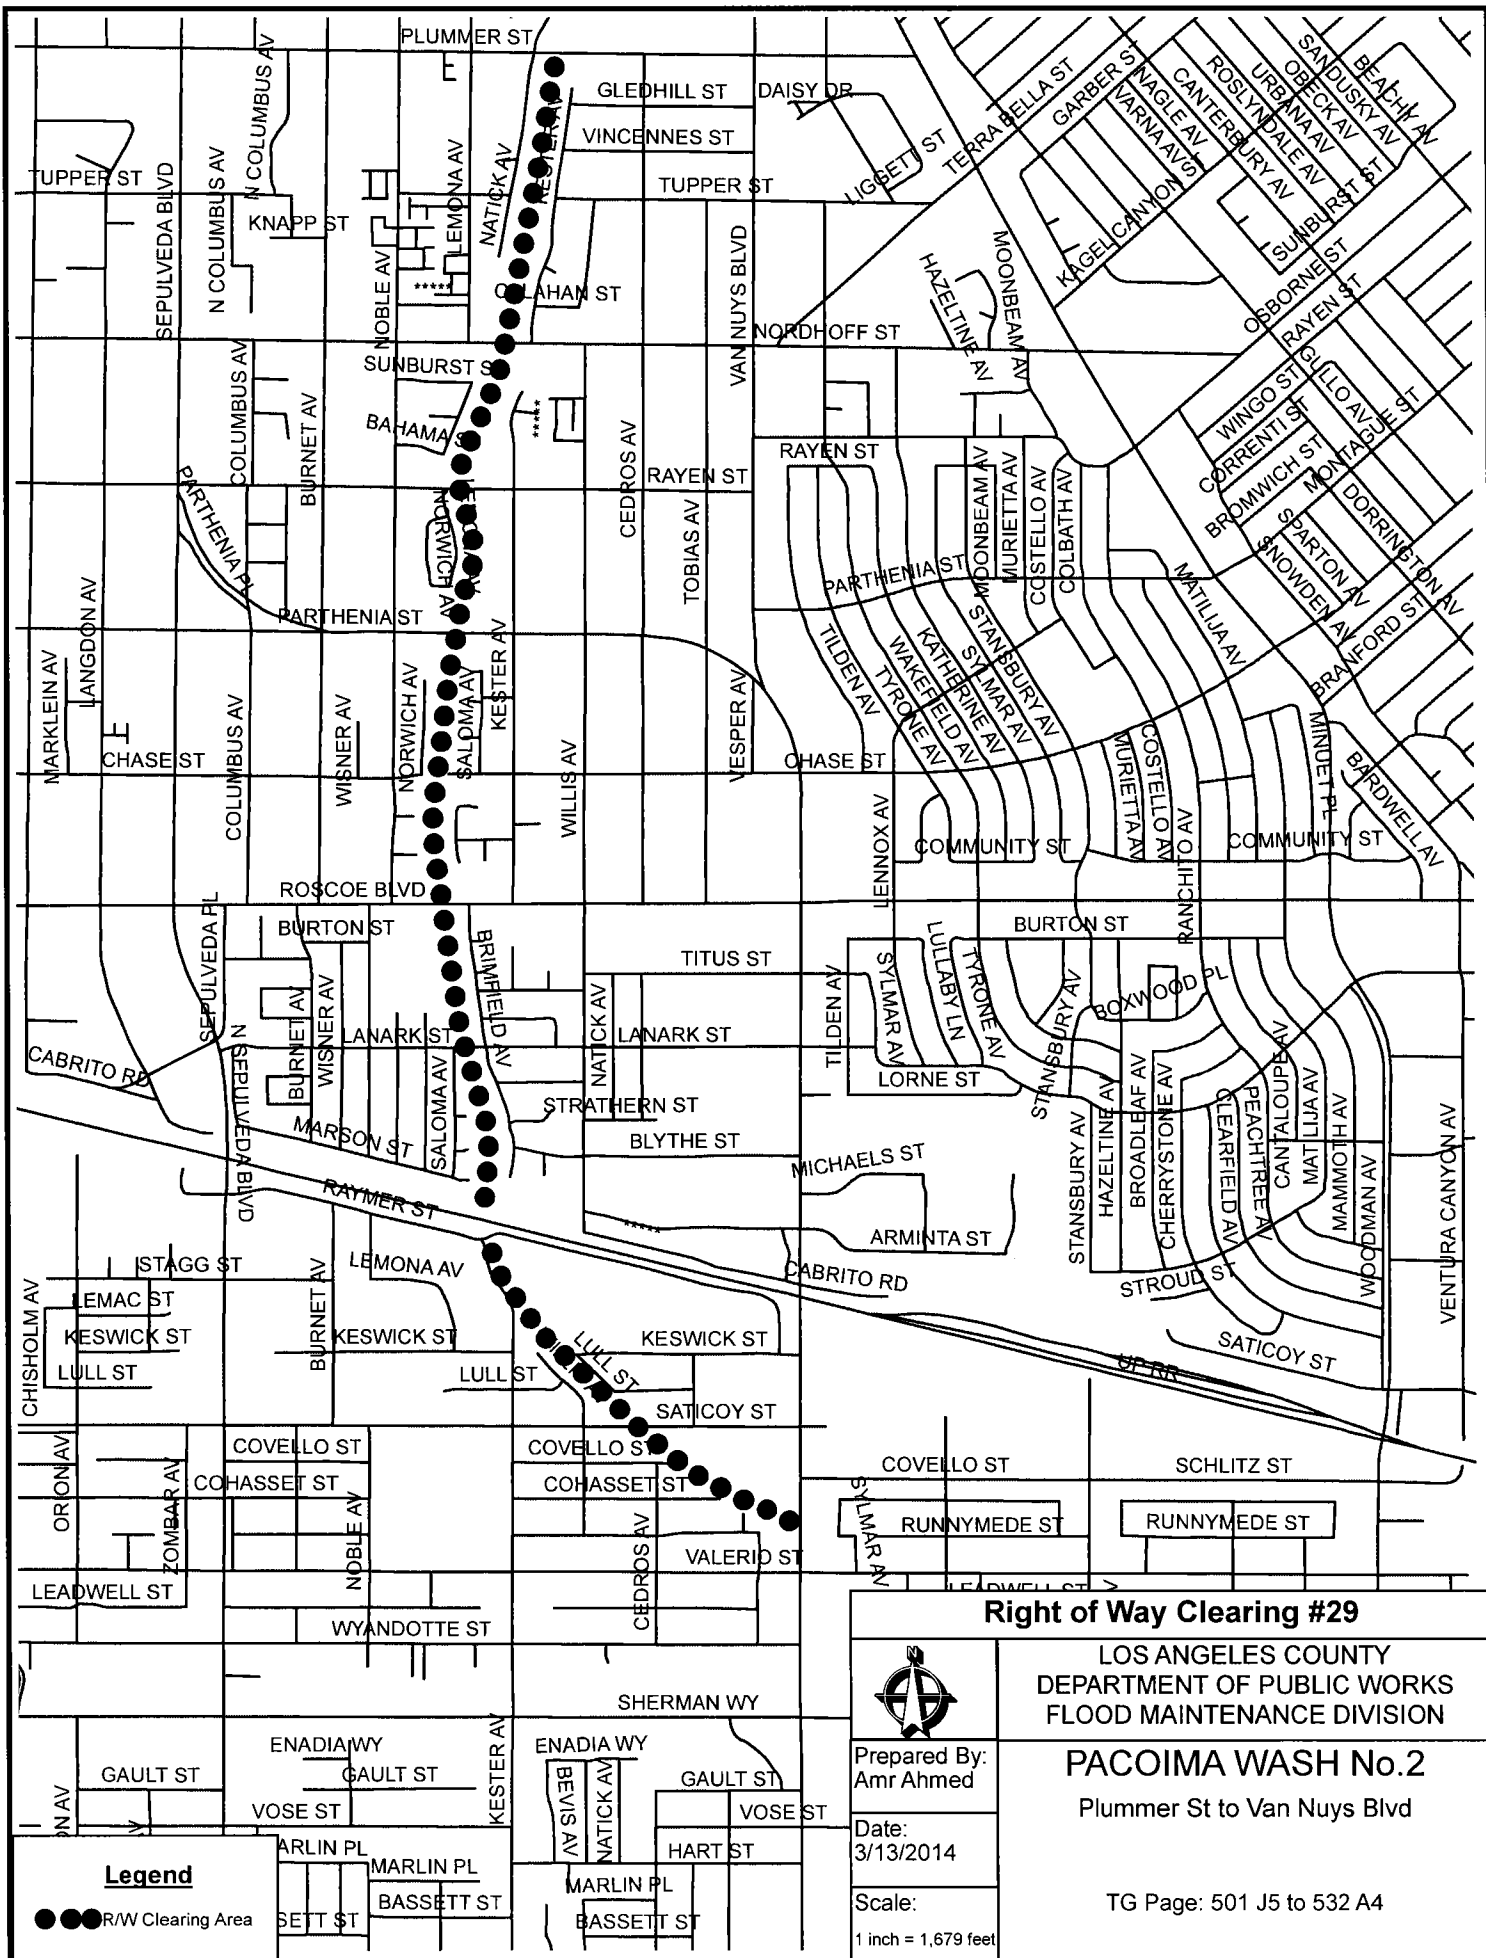 PLUMMER ST
GLEDHILL ST
DAISY DR
VINCENNES ST
TUPPER ST
TUPPER ST
KNAPP ST
N COLUMBUS AV
N COLUMBUS AV
SEPULVEDA BLVD
LEMONA AV
NATICK AV
KESTER AV
NOBLE AV
*****
CALLAHAN ST
VAN NUYS BLVD
NORDHOFF ST
LIGGETT ST
TERRA BELLA ST
GARBER ST
NAGLE AV
VARNA AV
CANTERBURY AV
ROSLYNDALE AV
URBANA AV
OBECK AV
SANDUSKY AV
BEACHY AV
KAGEL CANYON ST
SUNBURST ST
OSBORNE ST
RAYEN ST
HAZELTINE AV
MOONBEAM AV
SUNBURST S
BAHAMA S
*****
COLUMBUS AV
BURNET AV
PARTHENIA PL
NORWICH AV
CEDROS AV
RAYEN ST
RAYEN ST
TOBIAS AV
MOONBEAM AV
MURIETTA AV
COSTELLO AV
COLBATH AV
WINGO ST
CORRENTI ST
BROMWICH ST
GULLO AV
MONTAGUE ST
DORRINGTON AV
SPARTON AV
SNOWDEN AV
BRANFORD ST
PARTHENIA ST
PARTHENIA ST
MATILIJA AV
LANGDON AV
MARKLEIN AV
CHASE ST
COLUMBUS AV
WISNER AV
NORWICH AV
SALOMA AV
KESTER AV
WILLIS AV
VESPER AV
CHASE ST
TILDEN AV
TYRONE AV
WAKEFIELD AV
KATHERINE AV
SYLMAR AV
STANSBURY AV
MURIETTA AV
COSTELLO AV
RANCHITO AV
MINUET PL
BARDWELL AV
LENNOX AV
COMMUNITY ST
COMMUNITY ST
ROSCOE BLVD
SEPULVEDA PL
BURTON ST
BURTON ST
BRIMFIELD AV
TITUS ST
BURNET AV
WISNER AV
LANARK ST
NATICK AV
LANARK ST
TILDEN AV
SYLMAR AV
LULLABY LN
TYRONE AV
STANSBURY AV
BOXWOOD PL
LORNE ST
CABRITO RD
N SEPULVEDA BLVD
BURNET AV
MARSON ST
SALOMA AV
STRATHERN ST
BLYTHE ST
MICHAELS ST
ARMINTA ST
STANSBURY AV
HAZELTINE AV
BROADLEAF AV
CHERRYSTONE AV
CLEARFIELD AV
PEACHTREE AV
CANTALOUPE AV
MATILIJA AV
MAMMOTH AV
WOODMAN AV
VENTURA CANYON AV
RAYMER ST
*****
CABRITO RD
STROUD ST
SATICOY ST
UP RR
STAGG ST
LEMONA AV
LEMAC ST
CHISHOLM AV
KESWICK ST
BURNET AV
KESWICK ST
KESWICK ST
LULL ST
LULL ST
LULL ST
SATICOY ST
ORION AV
ZOMBAR AV
COVELLO ST
COVELLO ST
COVELLO ST
SCHLITZ ST
COHASSET ST
COHASSET ST
NOBLE AV
CEDROS AV
SYLMAR AV
RUNNYMEDE ST
RUNNYMEDE ST
VALERIO ST
LEADWELL ST
LEADWELL ST
WYANDOTTE ST
SHERMAN WY
KESTER AV
ENADIA WY
ENADIA WY
GAULT ST
GAULT ST
GAULT ST
BEVIS AV
NATICK AV
VOSE ST
VOSE ST
ON AV
HART ST
ARLIN PL
MARLIN PL
MARLIN PL
BASSETT ST
BASSETT ST
SETT ST
Legend
R/W Clearing Area
Right of Way Clearing #29
N
LOS ANGELES COUNTY
DEPARTMENT OF PUBLIC WORKS
FLOOD MAINTENANCE DIVISION
Prepared By:
Amr Ahmed
PACOIMA WASH No.2
Plummer St to Van Nuys Blvd
Date:
3/13/2014
TG Page: 501 J5 to 532 A4
Scale:
1 inch = 1,679 feet